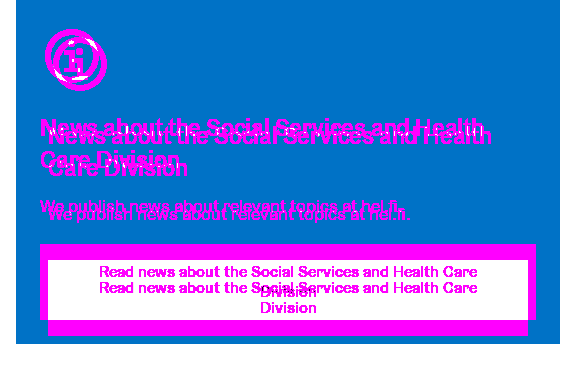 News about the Social Services and Health
Care Division
We publish news about relevant topics at hel.fi.
Read news about the Social Services and Health Care
Division